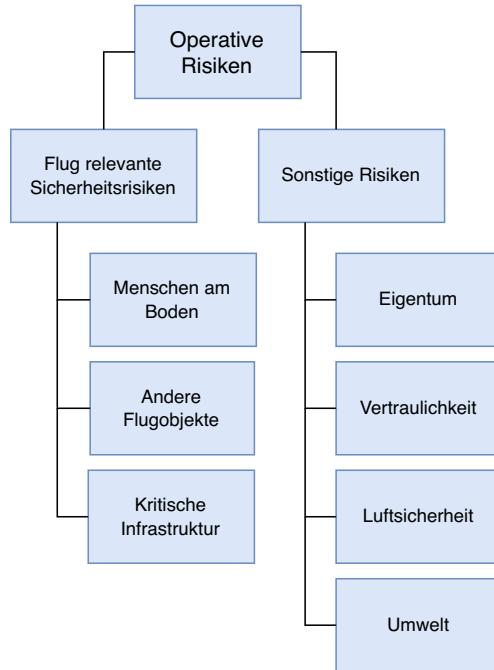 Operative
Risiken
Flug relevante
Sicherheitsrisiken
Menschen am
Boden
Andere
Flugobjekte
Kritische
Infrastruktur
Sonstige Risiken
Eigentum
Vertraulichkeit
Luftsicherheit
Umwelt